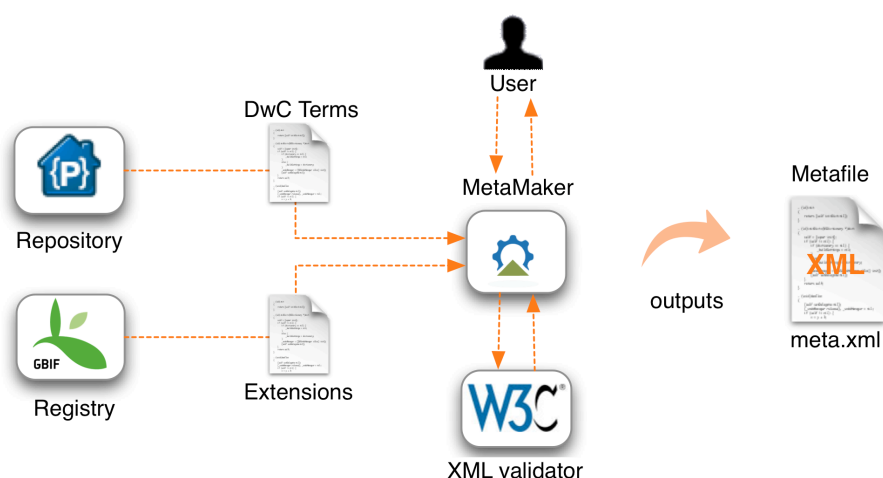 User
DwC Terms
{P}
MetaMaker
Metafile
Repository
XML
outputs
GBIF
meta.xml
Extensions
Registry
W3C®
XML validator